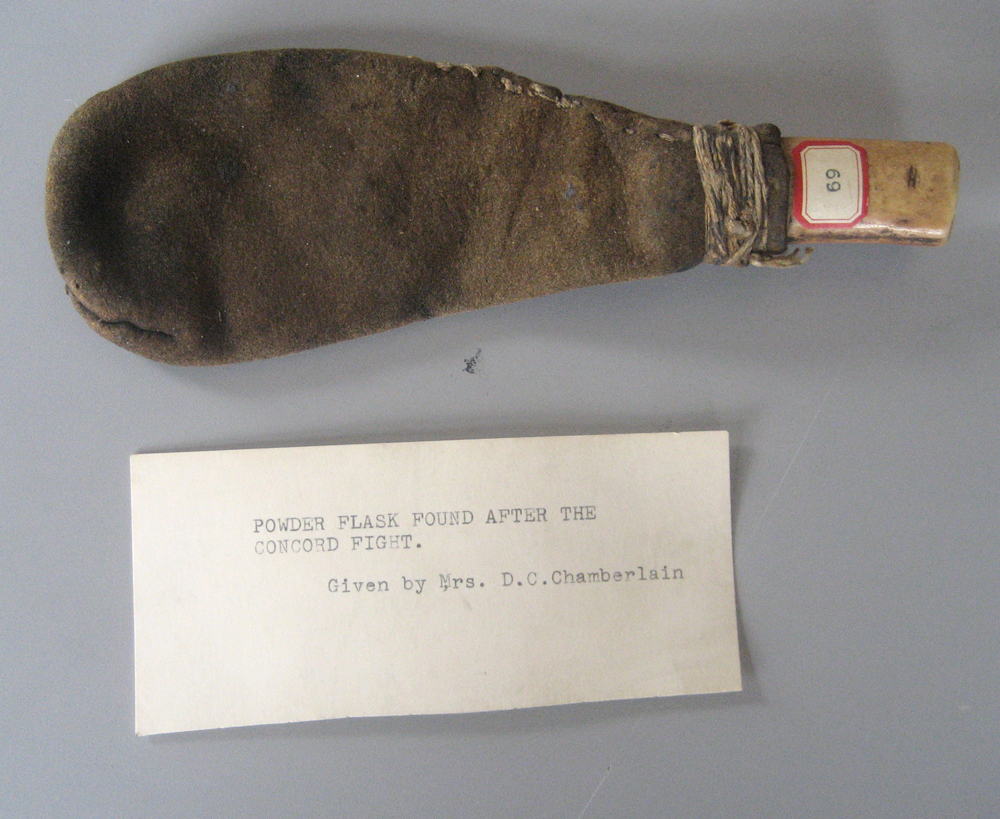 69
POWDER FLASK FOUND AFTER THE
CONCORD FIGHT.
Given by Mrs. D.C.Chamberlain